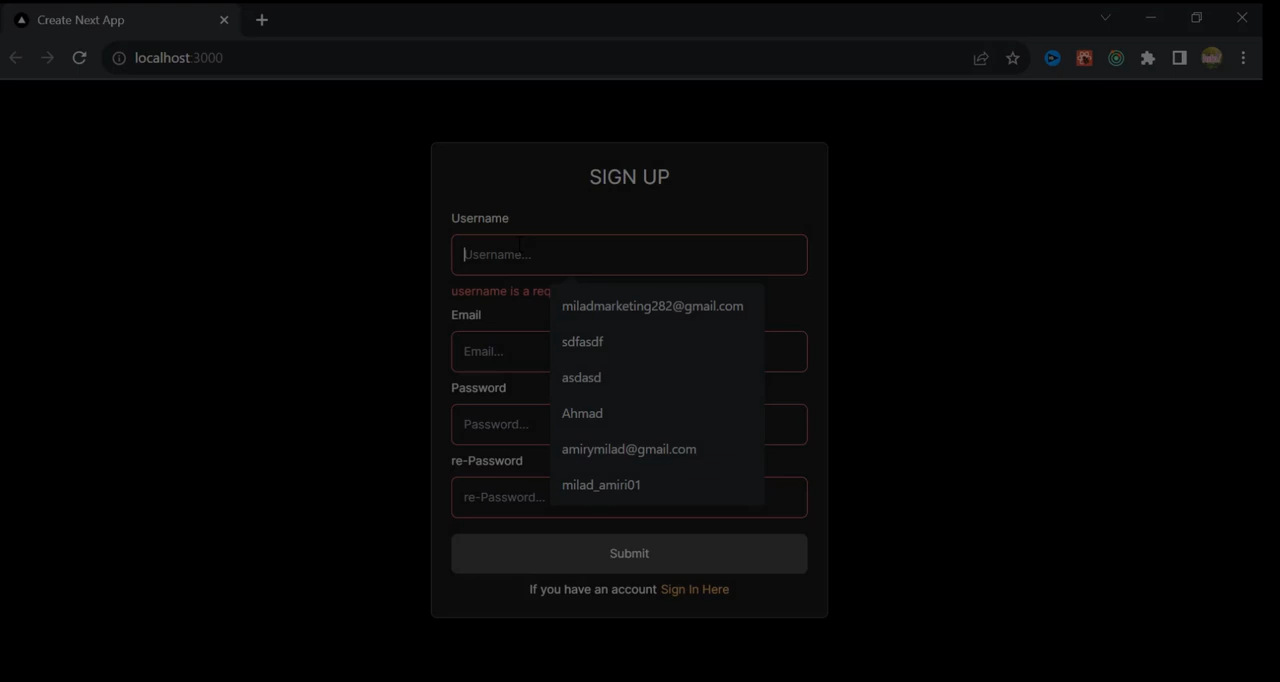 Create Next App
localhost:3000
SIGN UP
Username
Username...
username is a req
miladmarketing282@gmail.com
Email
sdfasdf
Email...
asdasd
Password
Ahmad
Password...
amirymilad@gmail.com
re-Password
milad_amiri01
re-Password...
Submit
If you have an account Sign In Here